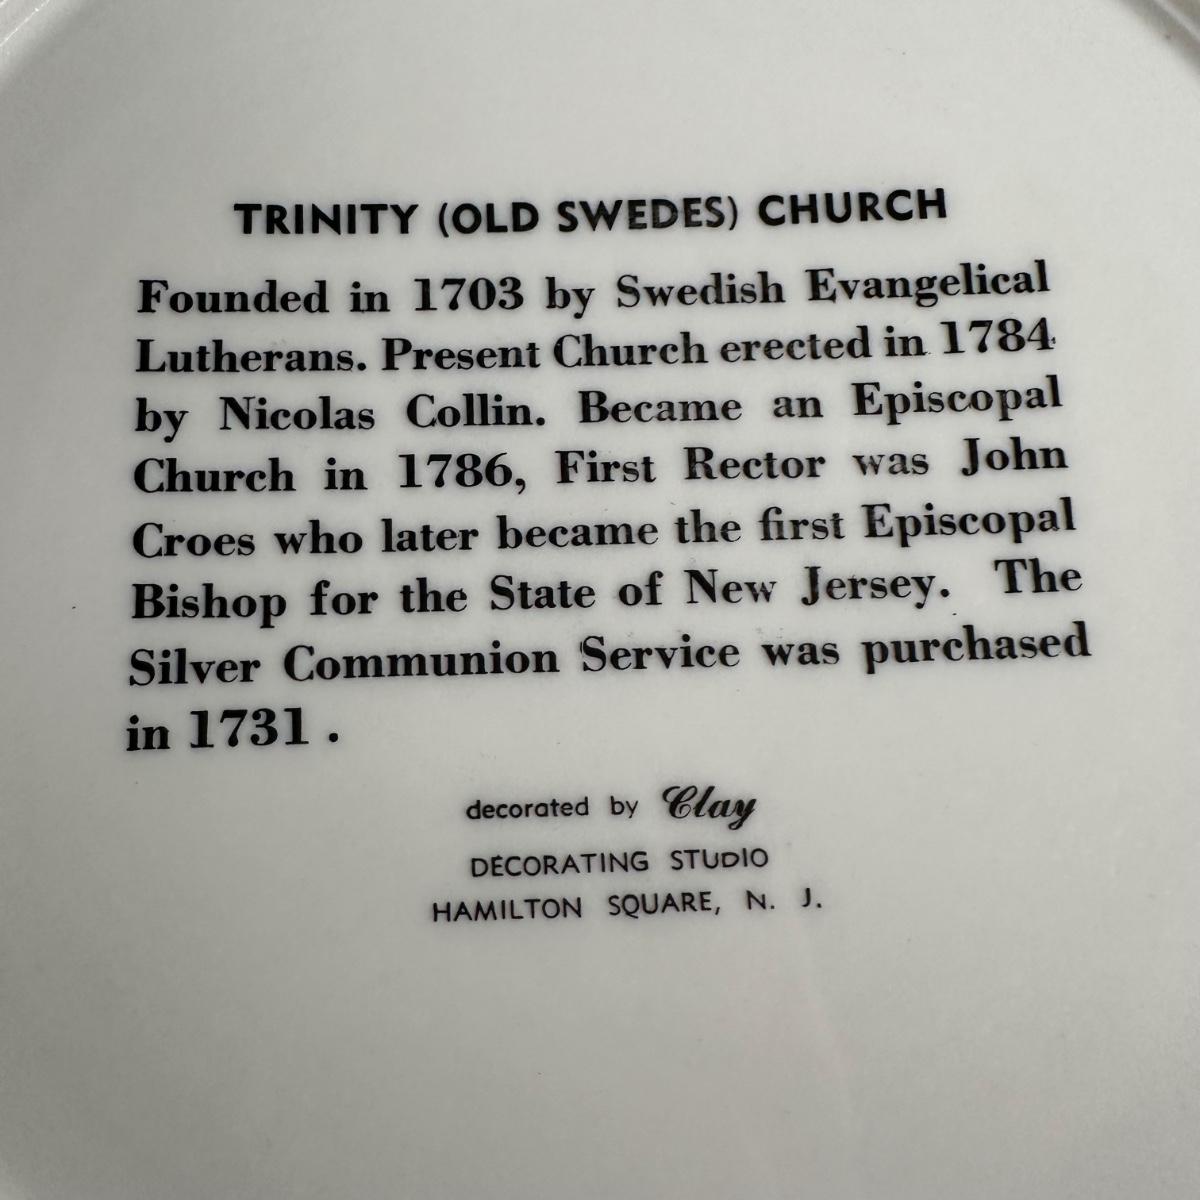 TRINITY (OLD SWEDES) CHURCH
Founded in 1703 by Swedish Evangelical
Lutherans. Present Church erected in 1784
by Nicolas Collin. Became an Episcopal
Church in 1786, First Rector was John
Croes who later became the first Episcopal
Bishop for the State of New Jersey. The
Silver Communion Service was purchased
in 1731 .
decorated by Clay
DECORATING STUDIO
HAMILTON SQUARE, N. J.